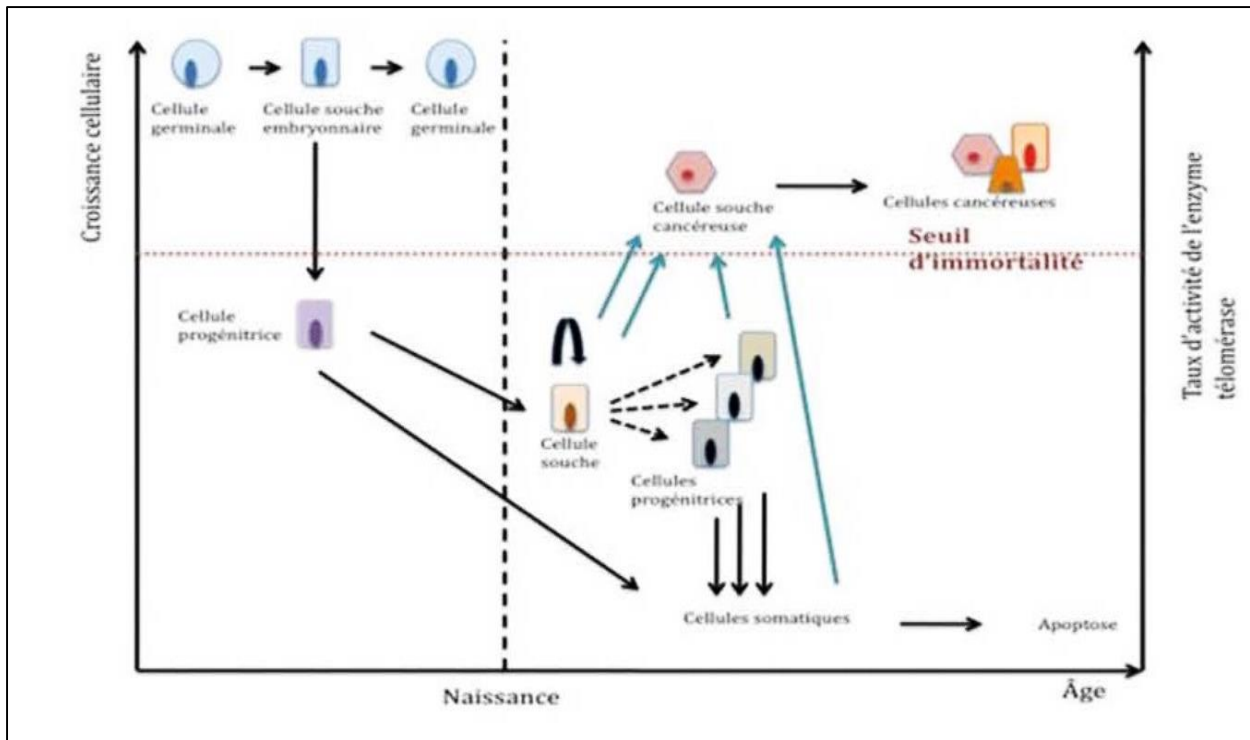 Croissance cellulaire
Cellule
germinale
Cellule souche
embryonnaire
Cellule
germinale
Cellule souche
cancéreuse
Cellules cancéreuses
Seuil
d'immortalité
Cellule
progénitrice
Cellule
souche
Cellules
progénitrices
Cellules somatiques
Apoptose
Naissance
Âge
Taux d'activité de l'enzyme
télomérase